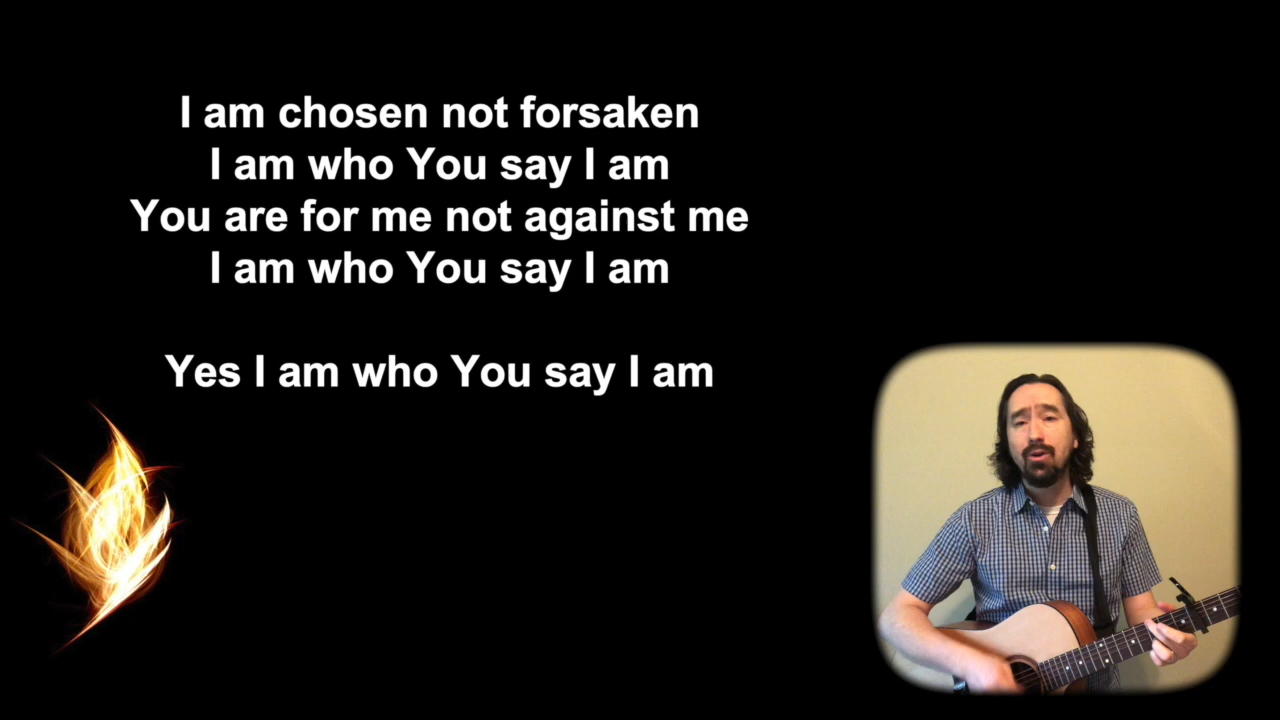 I am chosen not forsaken
I am who You say I am
You are for me not against me
I am who You say I am
Yes I am who You say I am